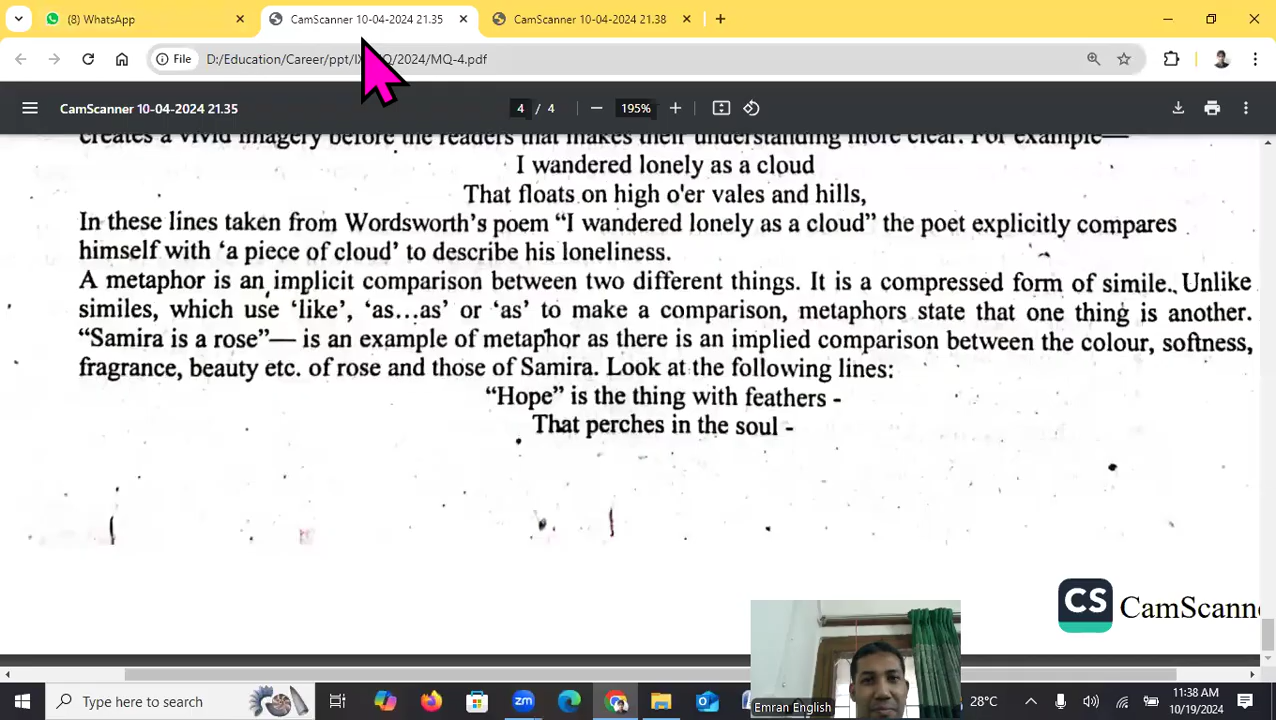 (8) WhatsApp
CamScanner 10-04-2024 21.35
CamScanner 10-04-2024 21.38
File
D:/Education/Career/ppt/IX
Q/2024/MQ-4.pdf
CamScanner 10-04-2024 21.35
4 / 4
195%
creates a vivid imagery before the readers that makes their understanding more clear. For example—
I wandered lonely as a cloud
That floats on high o'er vales and hills,
In these lines taken from Wordsworth's poem “I wandered lonely as a cloud” the poet explicitly compares
himself with ‘a piece of cloud’ to describe his loneliness.
A metaphor is an implicit comparison between two different things. It is a compressed form of simile. Unlike
similes, which use ‘like’, ‘as...as’ or ‘as’ to make a comparison, metaphors state that one thing is another.
“Samira is a rose”— is an example of metaphor as there is an implied comparison between the colour, softness,
fragrance, beauty etc. of rose and those of Samira. Look at the following lines:
“Hope” is the thing with feathers -
That perches in the soul -
CS CamScanne
Emran English
Type here to search
zm
28°C
11:38 AM
10/19/2024